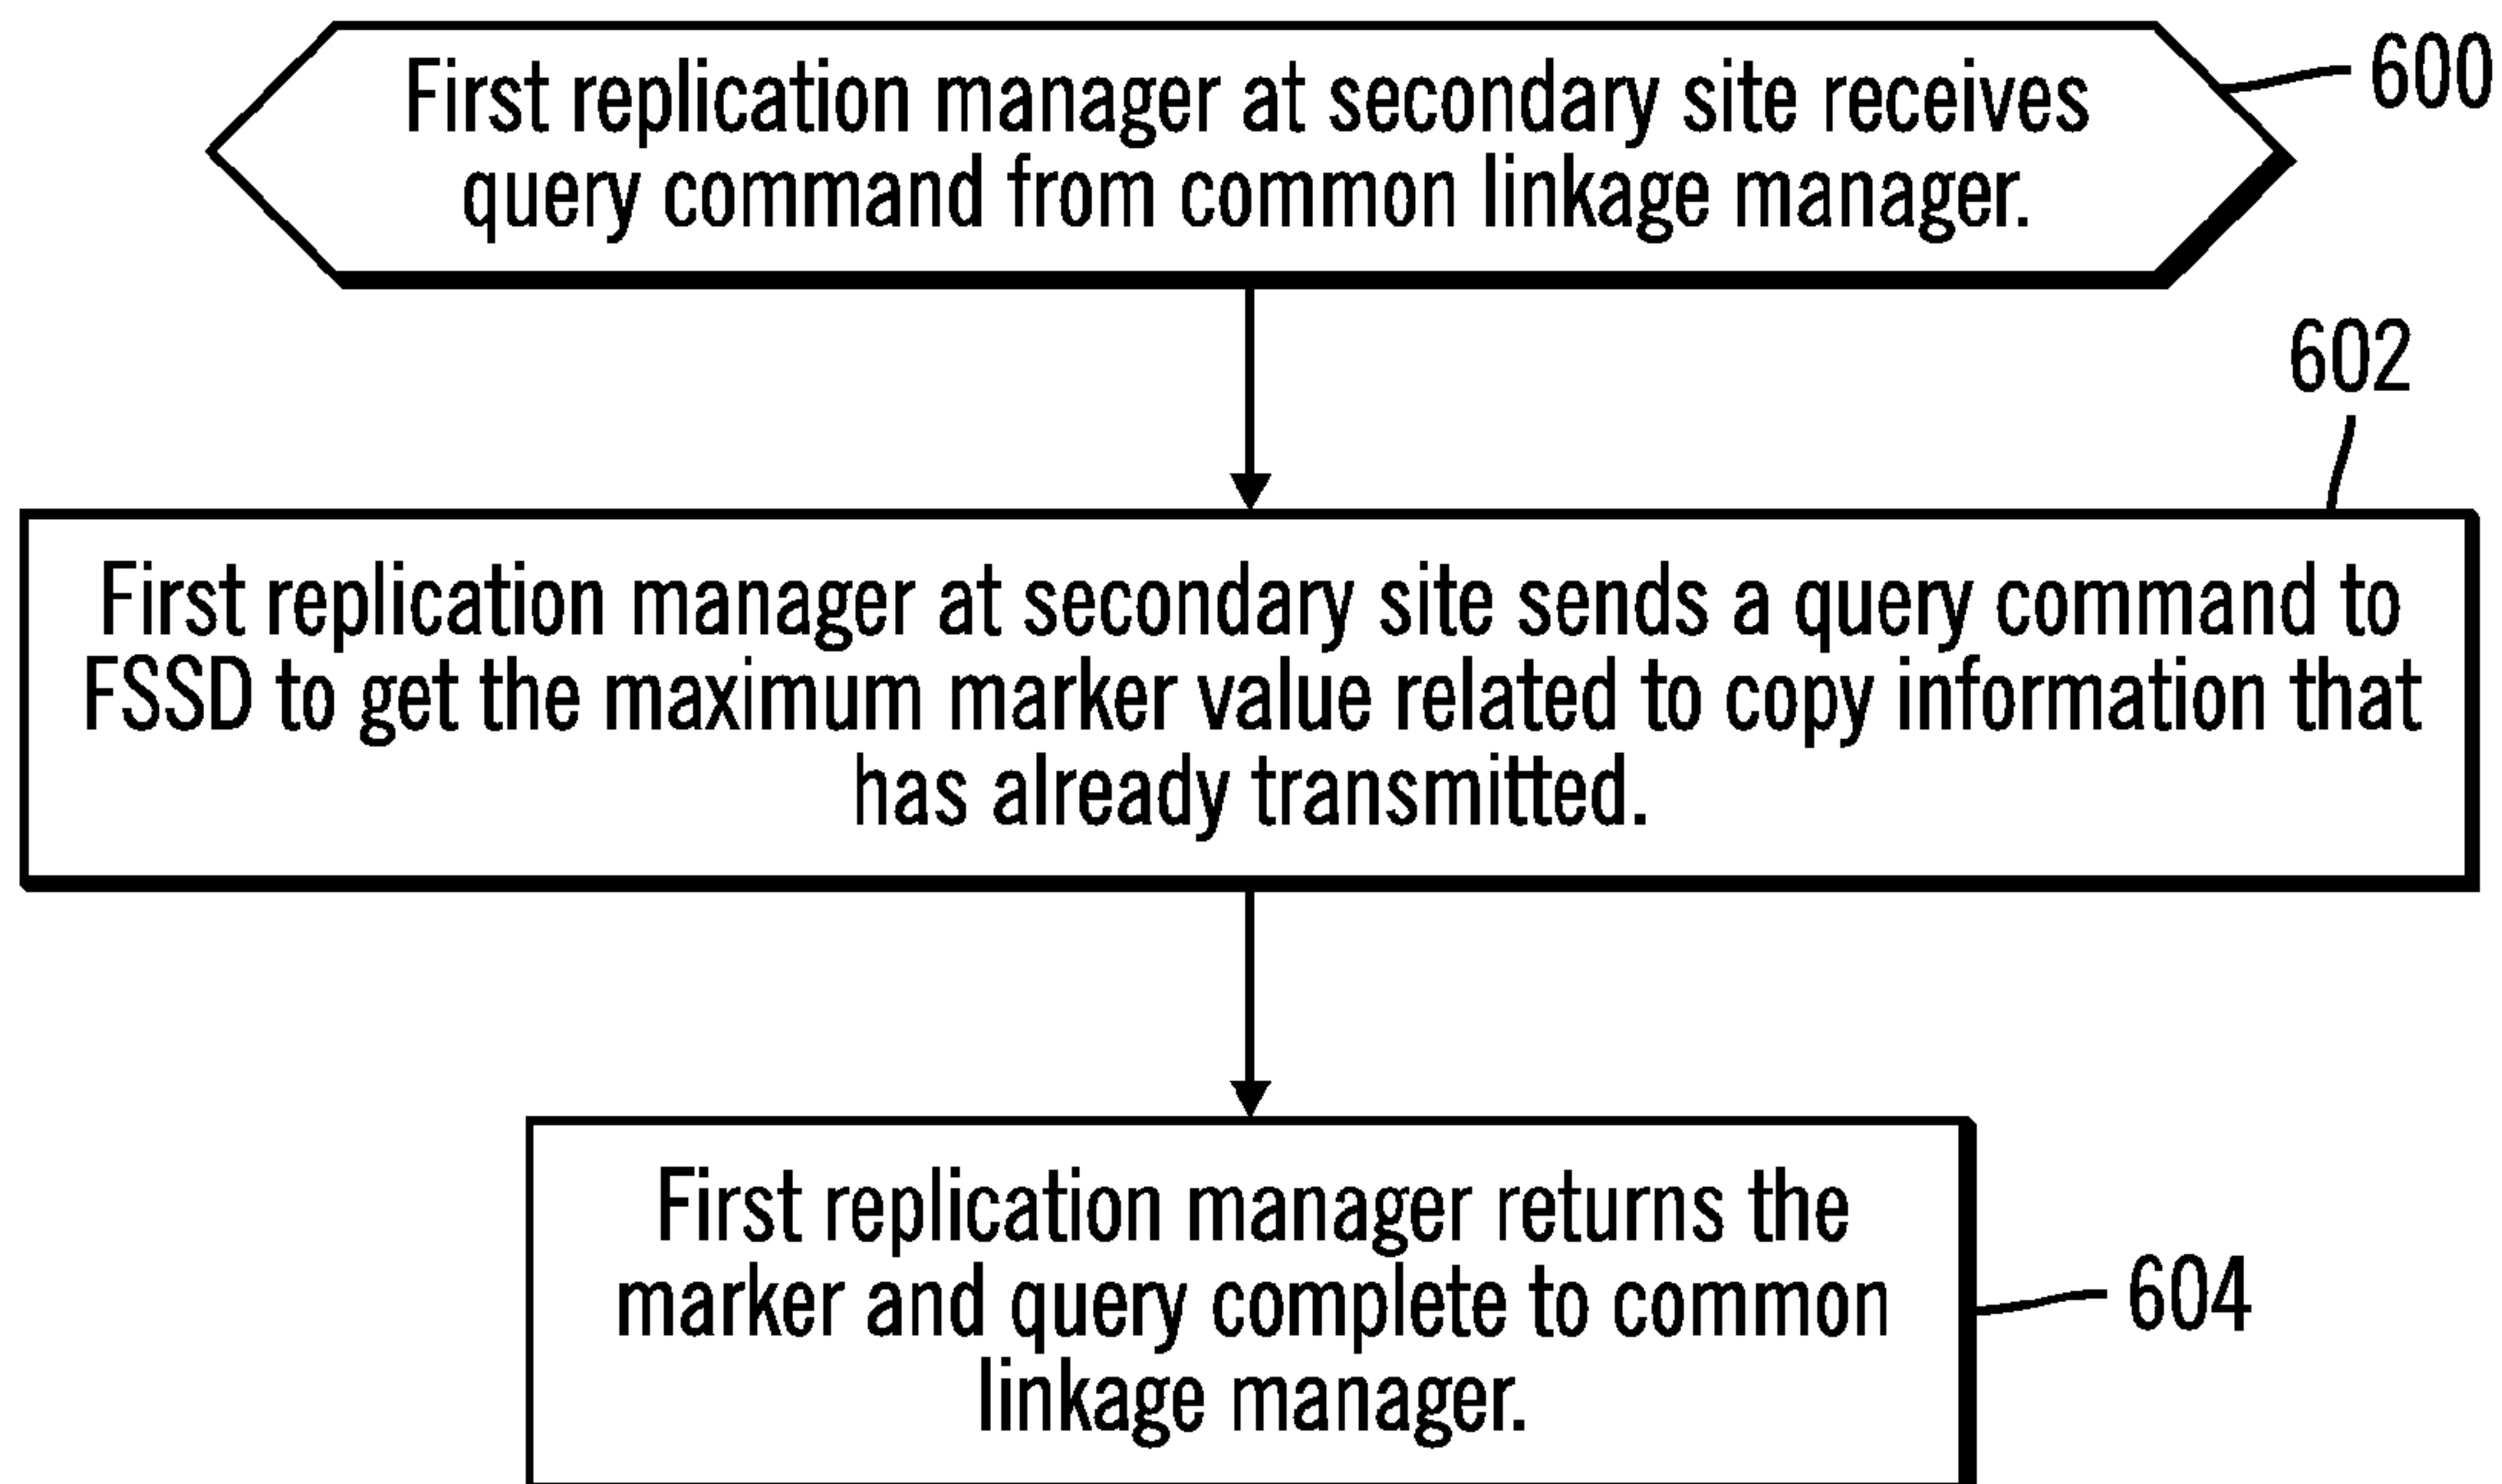 First replication manager at secondary site receives
query command from common linkage manager.
600
602
First replication manager at secondary site sends a query command to
FSSD to get the maximum marker value related to copy information that
has already transmitted.
First replication manager returns the
marker and query complete to common
linkage manager.
604